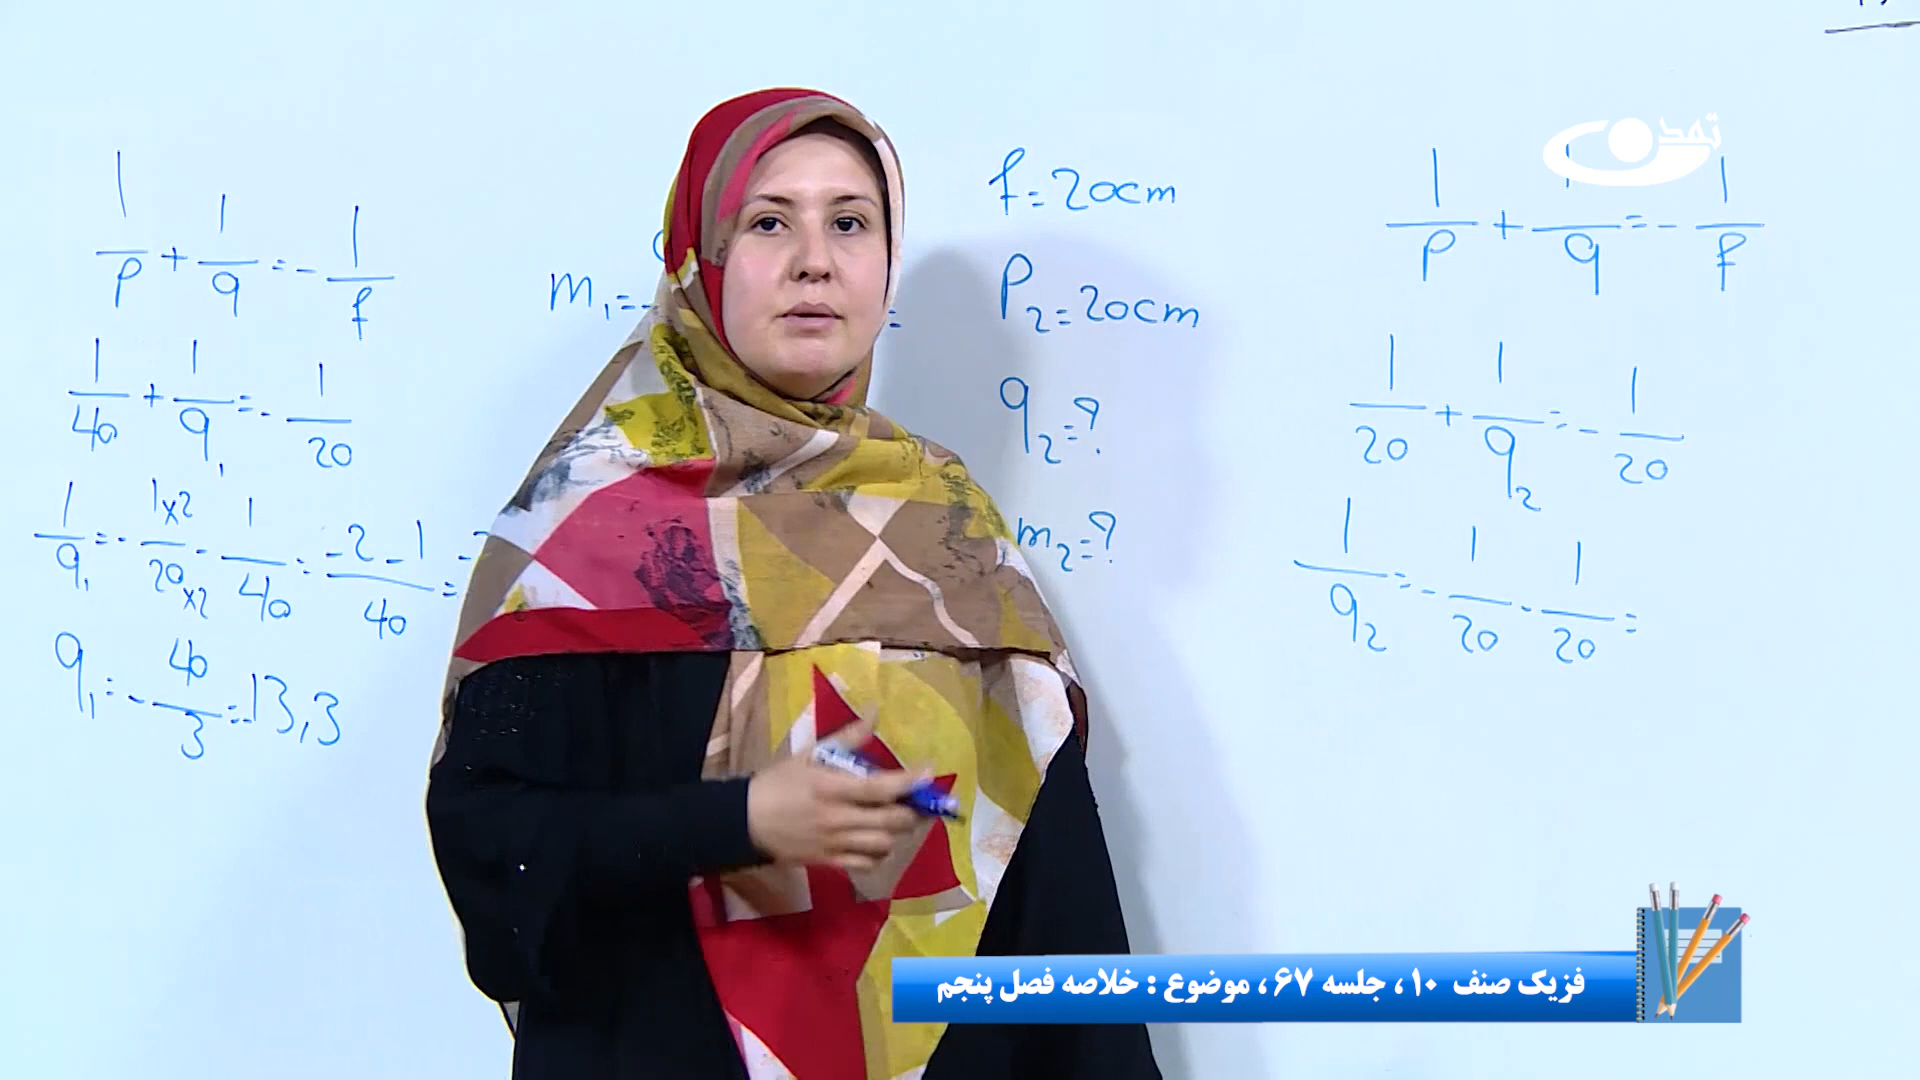 تمدن
1/p + 1/q = - 1/f
1/40 + 1/q₁ = - 1/20
1/q₁ = - 1×2/20×2 - 1/40 = -2-1/40 =
q₁ = - 40/3 = -13,3
m₁ = -
f = 20cm
P₂ = 20cm
q₂ = ?
m₂ = ?
1/p + 1/q = - 1/f
1/20 + 1/q₂ = - 1/20
1/q₂ = - 1/20 - 1/20 =
فزیک صنف ۱۰ ، جلسه ۶۷ ، موضوع : خلاصه فصل پنجم